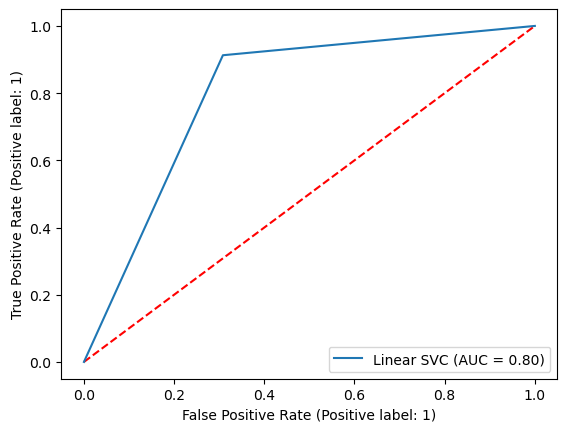 1.0
0.8
0.6
0.4
0.2
0.0
True Positive Rate (Positive label: 1)
Linear SVC (AUC = 0.80)
0.0 0.2 0.4 0.6 0.8 1.0
False Positive Rate (Positive label: 1)